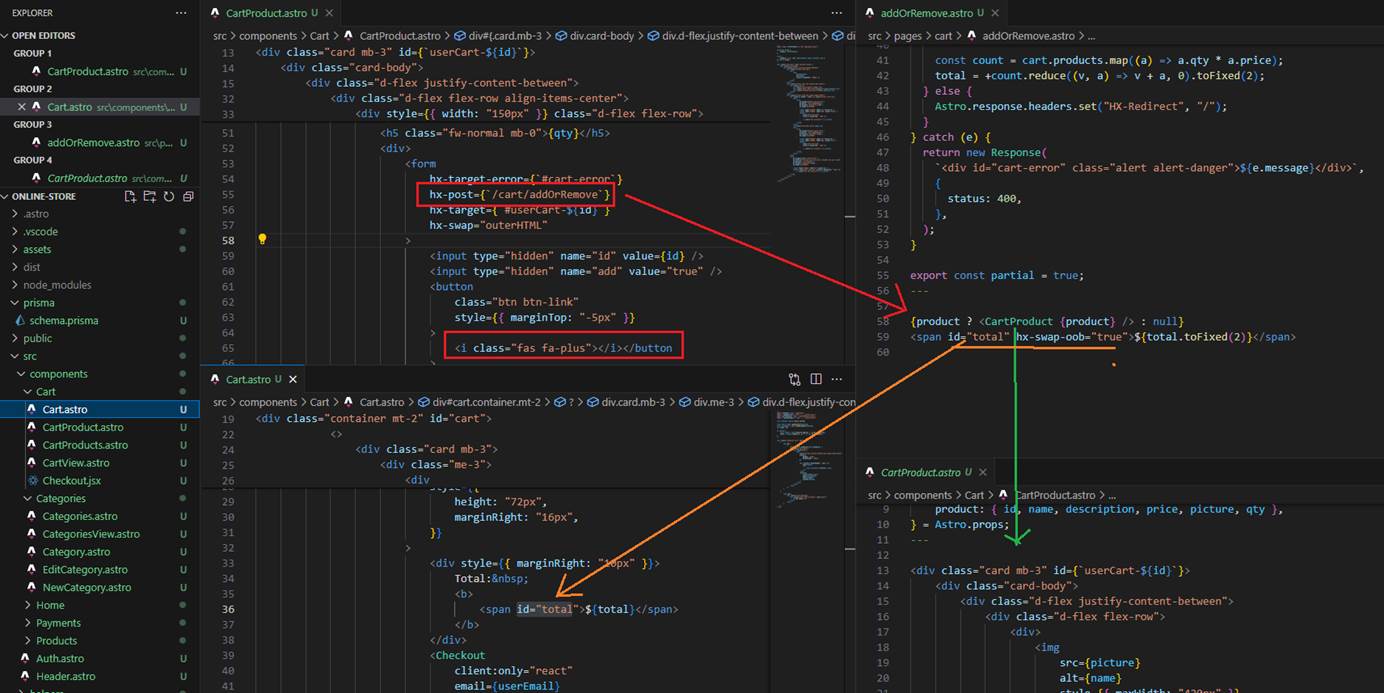 EXPLORER
OPEN EDITORS
GROUP 1
CartProduct.astro src\com... U
GROUP 2
Cart.astro src\components\... U
GROUP 3
addOrRemove.astro src\p... U
GROUP 4
CartProduct.astro src\com... U
ONLINE-STORE
.astro
.vscode
assets
dist
node_modules
prisma
schema.prisma U
public
src
components
Cart
Cart.astro U
CartProduct.astro U
CartProducts.astro U
CartView.astro U
Checkout.jsx U
Categories
Categories.astro U
CategoriesView.astro U
Category.astro U
EditCategory.astro U
NewCategory.astro U
Home
Payments
Products
Auth.astro U
Header.astro U
CartProduct.astro U
src > components > Cart > CartProduct.astro > div#{.card.mb-3 > div.card-body > div.d-flex.justify-content-between > di
13 <div class="card mb-3" id={`userCart-${id}`}>
14 <div class="card-body">
15 <div class="d-flex justify-content-between">
32 <div class="d-flex flex-row align-items-center">
33 <div style={{ width: "150px" }} class="d-flex flex-row">
51 <h5 class="fw-normal mb-0">{qty}</h5>
52 <div>
53 <form
54 hx-target-error={`#cart-error`}
55 hx-post={`/cart/addOrRemove`}
56 hx-target={`#userCart-${id}`}
57 hx-swap="outerHTML"
58 >
59 <input type="hidden" name="id" value={id} />
60 <input type="hidden" name="add" value="true" />
61 <button
62 class="btn btn-link"
63 style={{ marginTop: "-5px" }}
64 >
65 <i class="fas fa-plus"></i></button
66 >
Cart.astro U
src > components > Cart > Cart.astro > div#cart.container.mt-2 > ? > div.card.mb-3 > div.me-3 > div.d-flex.justify-con
19 <div class="container mt-2" id="cart">
22 <>
24 <div class="card mb-3">
25 <div class="me-3">
26 <div
28 style={{
29 height: "72px",
30 marginRight: "16px",
31 }}
32 >
33 <div style={{ marginRight: "10px" }}>
34 Total:&nbsp;
35 <b>
36 <span id="total">${total}</span>
37 </b>
38 </div>
39 <Checkout
40 client:only="react"
41 email={userEmail}
addOrRemove.astro U
src > pages > cart > addOrRemove.astro > ...
40
41 const count = cart.products.map((a) => a.qty * a.price);
42 total = +count.reduce((v, a) => v + a, 0).toFixed(2);
43 } else {
44 Astro.response.headers.set("HX-Redirect", "/");
45 }
46 } catch (e) {
47 return new Response(
48 `<div id="cart-error" class="alert alert-danger">${e.message}</div>`,
49 {
50 status: 400,
51 },
52 );
53 }
54
55 export const partial = true;
56 ---
57
58 {product ? <CartProduct {product} /> : null}
59 <span id="total" hx-swap-oob="true">${total.toFixed(2)}</span>
60
CartProduct.astro U
src > components > Cart > CartProduct.astro > ...
9 product: { id, name, description, price, picture, qty },
10 } = Astro.props;
11 ---
12
13 <div class="card mb-3" id={`userCart-${id}`}>
14 <div class="card-body">
15 <div class="d-flex justify-content-between">
16 <div class="d-flex flex-row">
17 <div>
18 <img
19 src={picture}
20 alt={name}